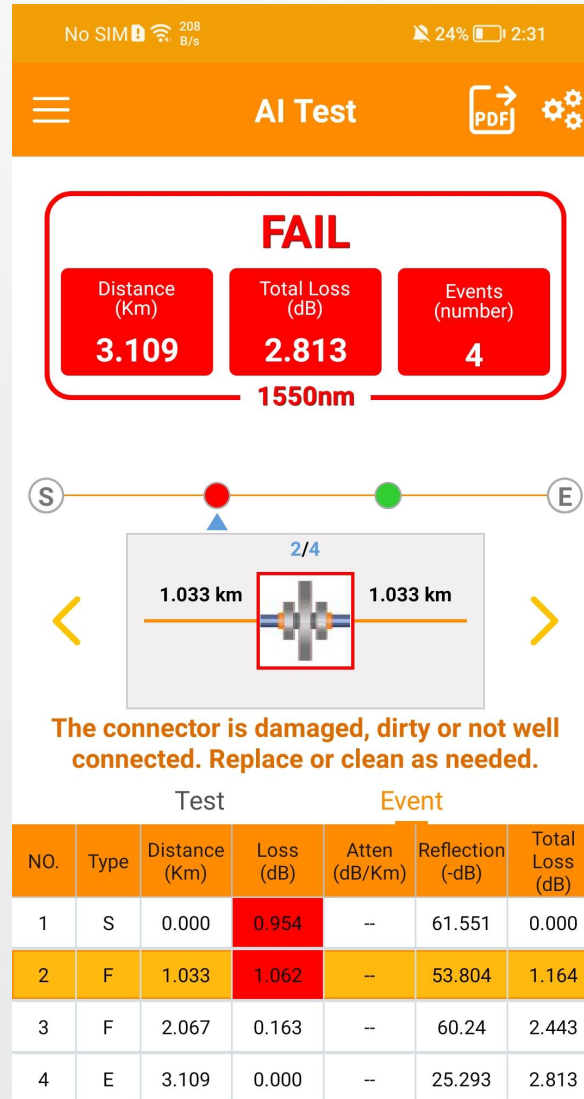 No SIM 208 B/s 24% 2:31
AI Test
PDF
FAIL
Distance (Km)
3.109
Total Loss (dB)
2.813
Events (number)
4
1550nm
S E
2/4
1.033 km 1.033 km
The connector is damaged, dirty or not well
connected. Replace or clean as needed.
Test Event
NO. Type Distance (Km) Loss (dB) Atten (dB/Km) Reflection (-dB) Total Loss (dB)
1 S 0.000 0.954 -- 61.551 0.000
2 F 1.033 1.062 -- 53.804 1.164
3 F 2.067 0.163 -- 60.24 2.443
4 E 3.109 0.000 -- 25.293 2.813